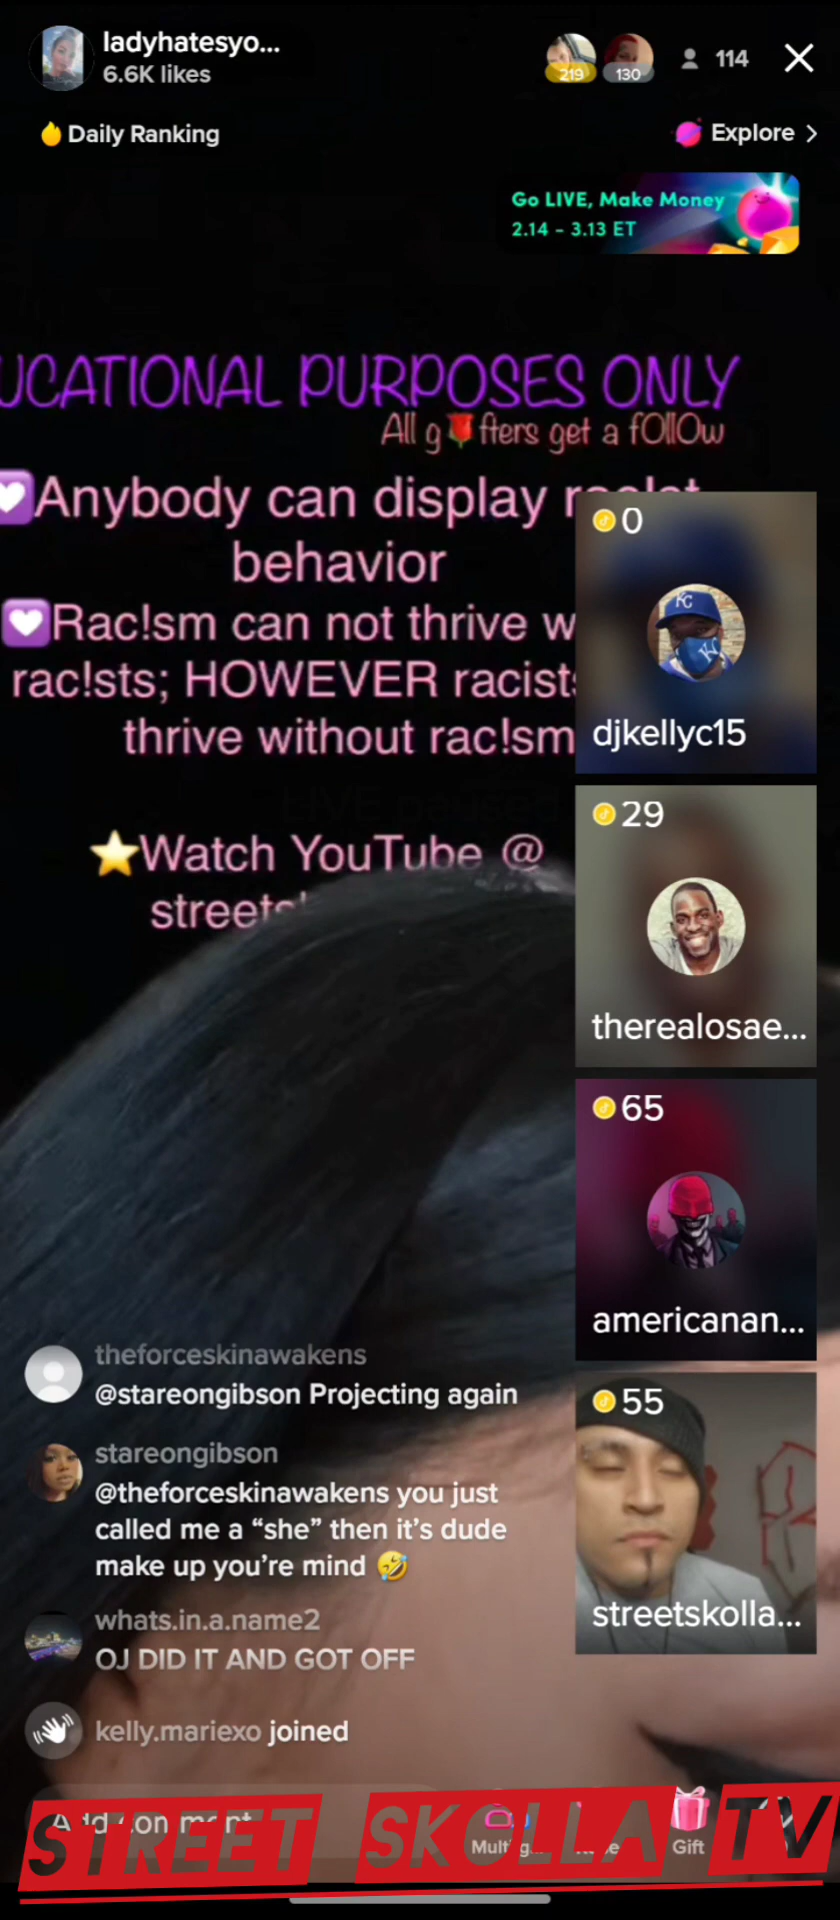 ladyhatesyo...
6.6K likes
219
130
114
Daily Ranking
Explore >
Go LIVE, Make Money
2.14 - 3.13 ET
UCATIONAL PURPOSES ONLY
All g🌹fters get a fOllOw
Anybody can display
behavior
Rac!sm can not thrive w
rac!sts; HOWEVER racists
thrive without rac!sm
⭐Watch YouTube @
0
KC
djkellyc15
29
therealosae...
65
americanan...
55
streetskolla...
theforceskinawakens
@stareongibson Projecting again
stareongibson
@theforceskinawakens you just
called me a “she” then it’s dude
make up you’re mind 🤣
whats.in.a.name2
OJ DID IT AND GOT OFF
kelly.mariexo joined
Add comment
Gift
STREET SKOLLA TV